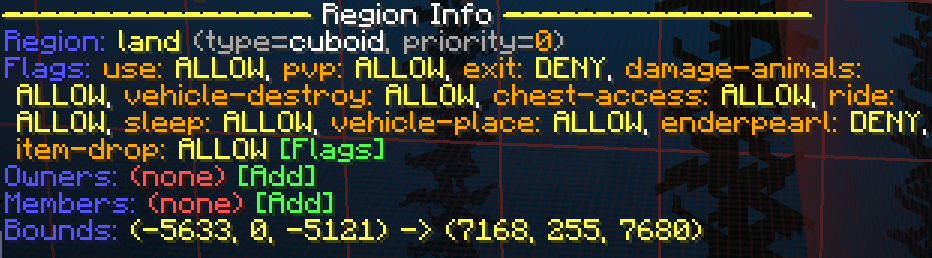 Region Info
Region: land (type=cuboid, priority=0)
Flags: use: ALLOW, pvp: ALLOW, exit: DENY, damage-animals:
ALLOW, vehicle-destroy: ALLOW, chest-access: ALLOW, ride:
ALLOW, sleep: ALLOW, vehicle-place: ALLOW, enderpearl: DENY,
item-drop: ALLOW [Flags]
Owners: (none) [Add]
Members: (none) [Add]
Bounds: (-5633, 0, -5121) -> (7168, 255, 7680)